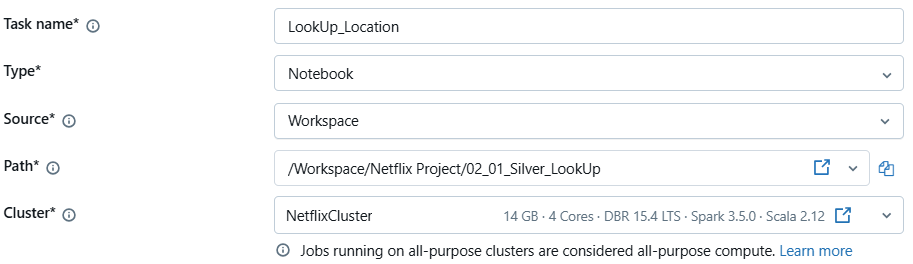 Task name* LookUp_Location
Type* Notebook
Source* Workspace
Path* /Workspace/Netflix Project/02_01_Silver_LookUp
Cluster* NetflixCluster 14 GB · 4 Cores · DBR 15.4 LTS · Spark 3.5.0 · Scala 2.12
Jobs running on all-purpose clusters are considered all-purpose compute. Learn more